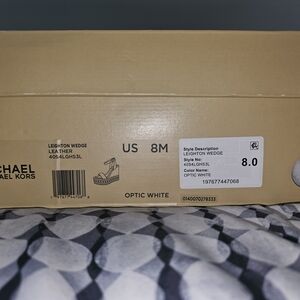 LEIGHTON WEDGE
LEATHER
40S4LGHS3L
MICHAEL
MICHAEL KORS
US 8M
OPTIC WHITE
Style Description
LEIGHTON WEDGE
Style No:
40S4LGHS3L
8.0
Color Name:
OPTIC WHITE
197677447068